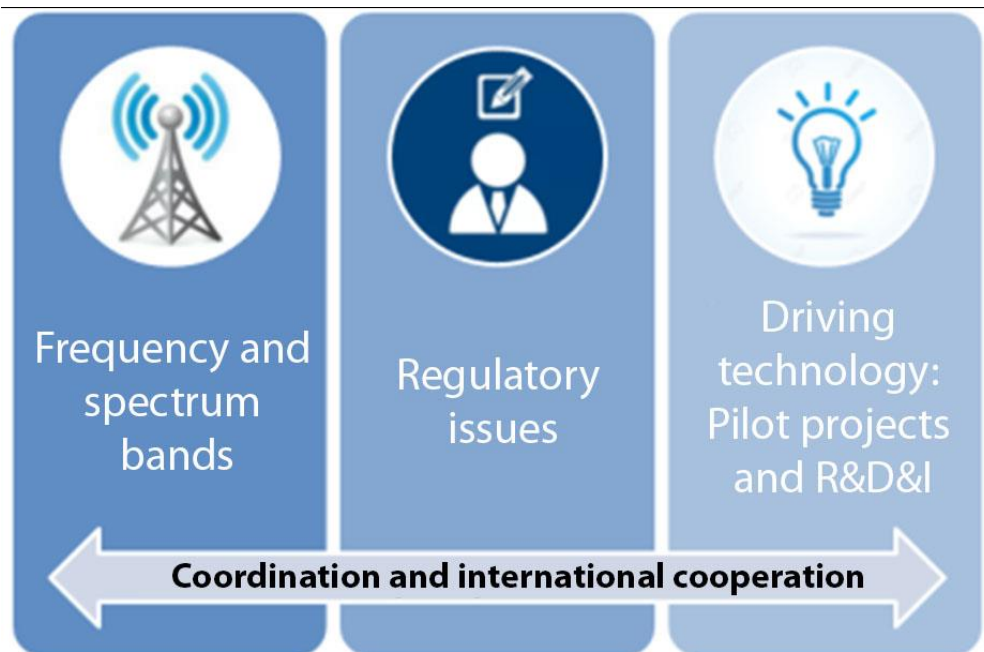 Frequency and
spectrum
bands
Regulatory
issues
Driving
technology:
Pilot projects
and R&D&I
Coordination and international cooperation